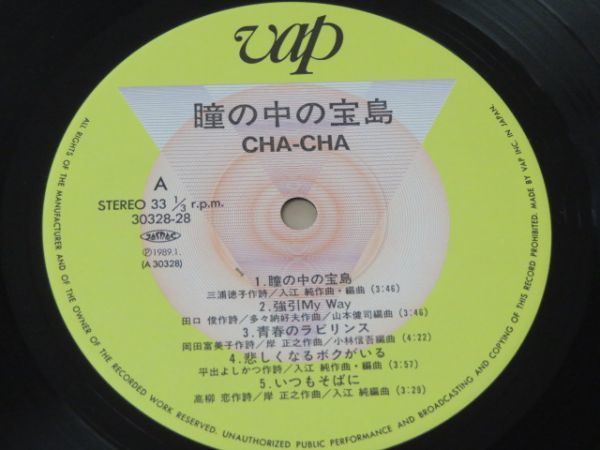 vap
瞳の中の宝島
CHA-CHA
A
STEREO 33 1/3 r.p.m.
30328-28
℗1989.1.
(A 30328)
1.瞳の中の宝島
三浦徳子作詩／入江 純作曲・編曲 (3:46)
2.強引My Way
田口 俊作詩／多々納好夫作曲／山本健司編曲 (3:46)
3.青春のラビリンス
岡田富美子作詩／岸 正之作曲／小林信吾編曲 (4:22)
4.悲しくなるボクがいる
平出よしかつ作詩／入江 純作曲・編曲 (3:57)
5.いつもそばに
高柳 恋作詩／岸 正之作曲／入江 純編曲 (3:29)
ALL RIGHTS OF THE MANUFACTURER AND OF THE OWNER OF THE RECORDED WORK RESERVED. UNAUTHORIZED PUBLIC PERFORMANCE AND BROADCASTING AND COPYING OF THIS RECORD PROHIBITED. MADE BY VAP INC. IN JAPAN.